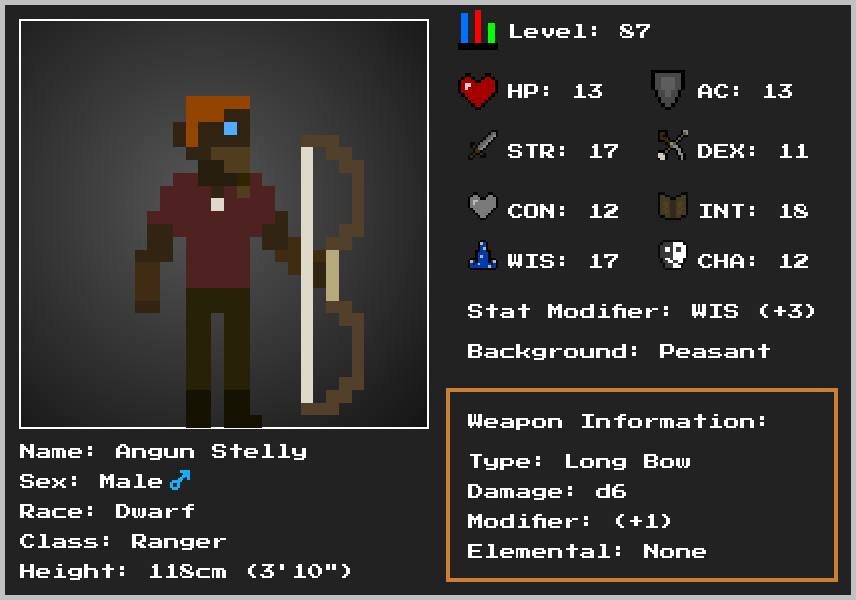 Level: 87
HP: 13 AC: 13
STR: 17 DEX: 11
CON: 12 INT: 18
WIS: 17 CHA: 12
Stat Modifier: WIS (+3)
Background: Peasant
Weapon Information:
Type: Long Bow
Damage: d6
Modifier: (+1)
Elemental: None
Name: Angun Stelly
Sex: Male♂
Race: Dwarf
Class: Ranger
Height: 118cm (3'10")